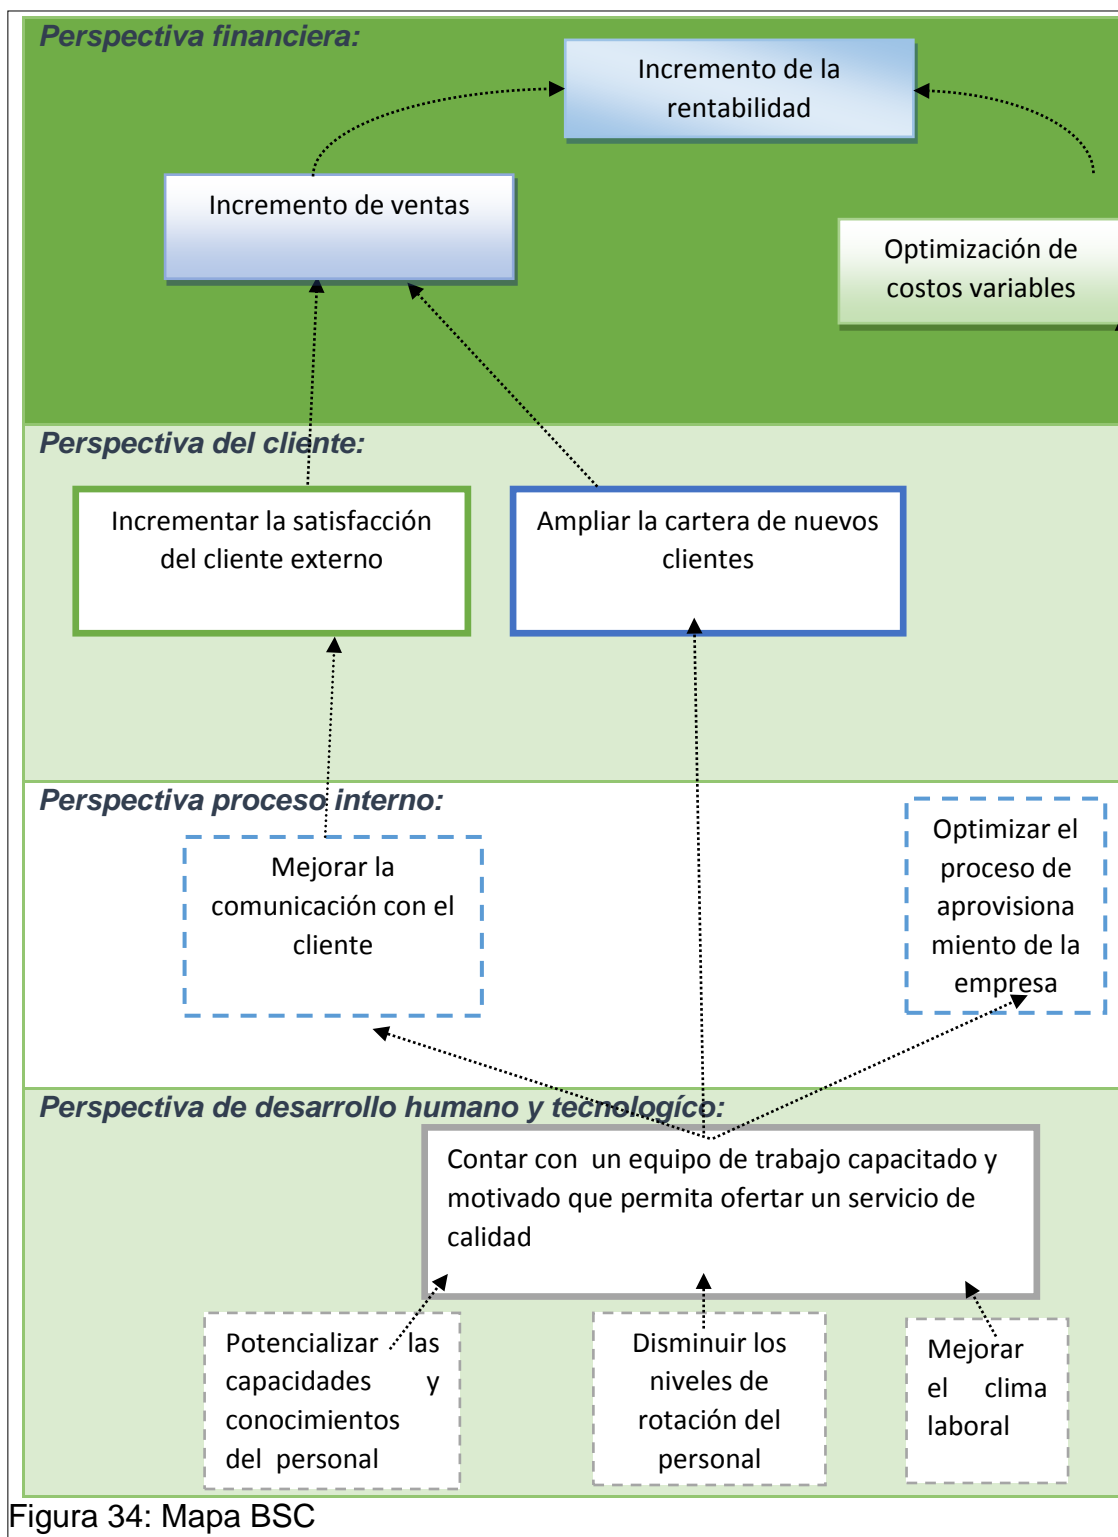 Perspectiva financiera:
Incremento de la
rentabilidad
Incremento de ventas
Optimización de
costos variables
Perspectiva del cliente:
Incrementar la satisfacción
del cliente externo
Ampliar la cartera de nuevos
clientes
Perspectiva proceso interno:
Mejorar la
comunicación con el
cliente
Optimizar el
proceso de
aprovisiona
miento de la
empresa
Perspectiva de desarrollo humano y tecnologíco:
Contar con un equipo de trabajo capacitado y
motivado que permita ofertar un servicio de
calidad
Potencializar las
capacidades y
conocimientos
del personal
Disminuir los
niveles de
rotación del
personal
Mejorar
el clima
laboral
Figura 34: Mapa BSC